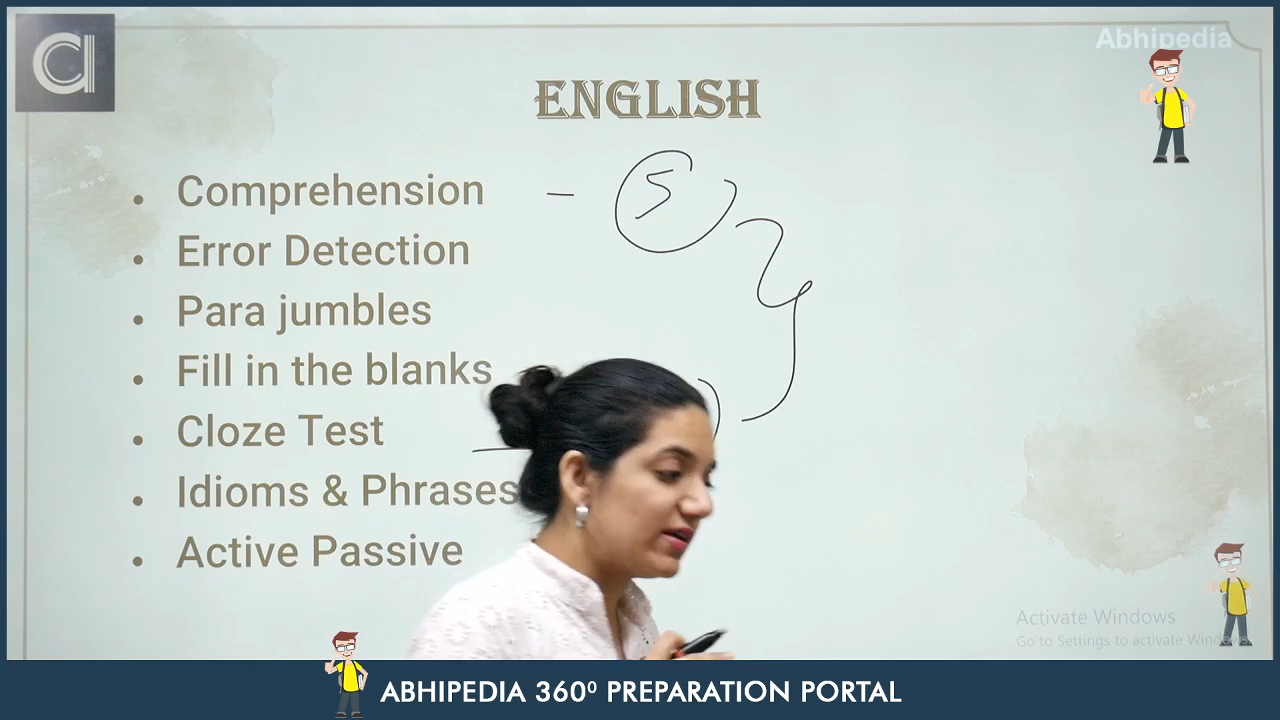 Abhipedia
ENGLISH
• Comprehension - 5
• Error Detection
• Para jumbles
• Fill in the blanks
• Cloze Test
• Idioms & Phrases
• Active Passive
Activate Windows
Go to Settings to activate Windows.
ABHIPEDIA 360⁰ PREPARATION PORTAL